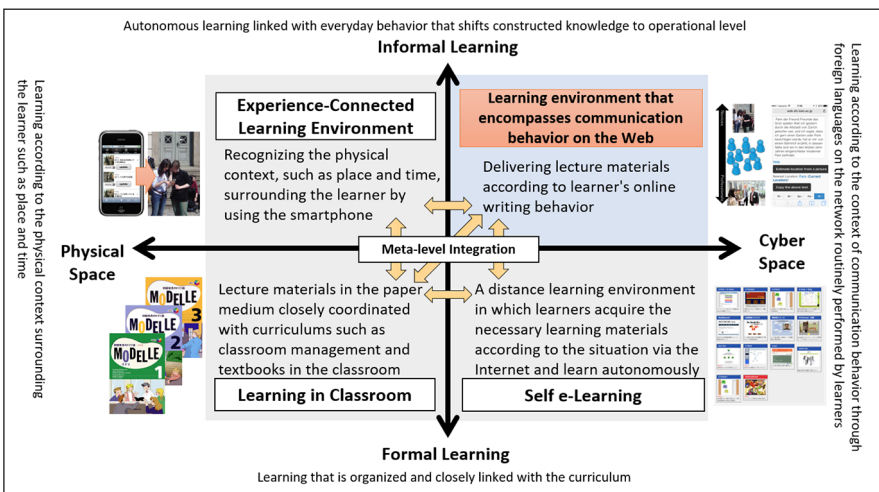 Autonomous learning linked with everyday behavior that shifts constructed knowledge to operational level
Informal Learning
Learning according to the physical context surrounding
the learner such as place and time
Experience-Connected
Learning Environment
Recognizing the physical
context, such as place and time,
surrounding the learner by
using the smartphone
Learning environment that
encompasses communication
behavior on the Web
Delivering lecture materials
according to learner's online
writing behavior
Learning according to the context of communication behavior through
foreign languages on the network routinely performed by learners
Physical
Space
Meta-level Integration
Cyber
Space
MODELLE
3
MODELLE
2
MODELLE
1
Lecture materials in the paper
medium closely coordinated
with curriculums such as
classroom management and
textbooks in the classroom
Learning in Classroom
A distance learning environment
in which learners acquire the
necessary learning materials
according to the situation via the
Internet and learn autonomously
Self e-Learning
Formal Learning
Learning that is organized and closely linked with the curriculum